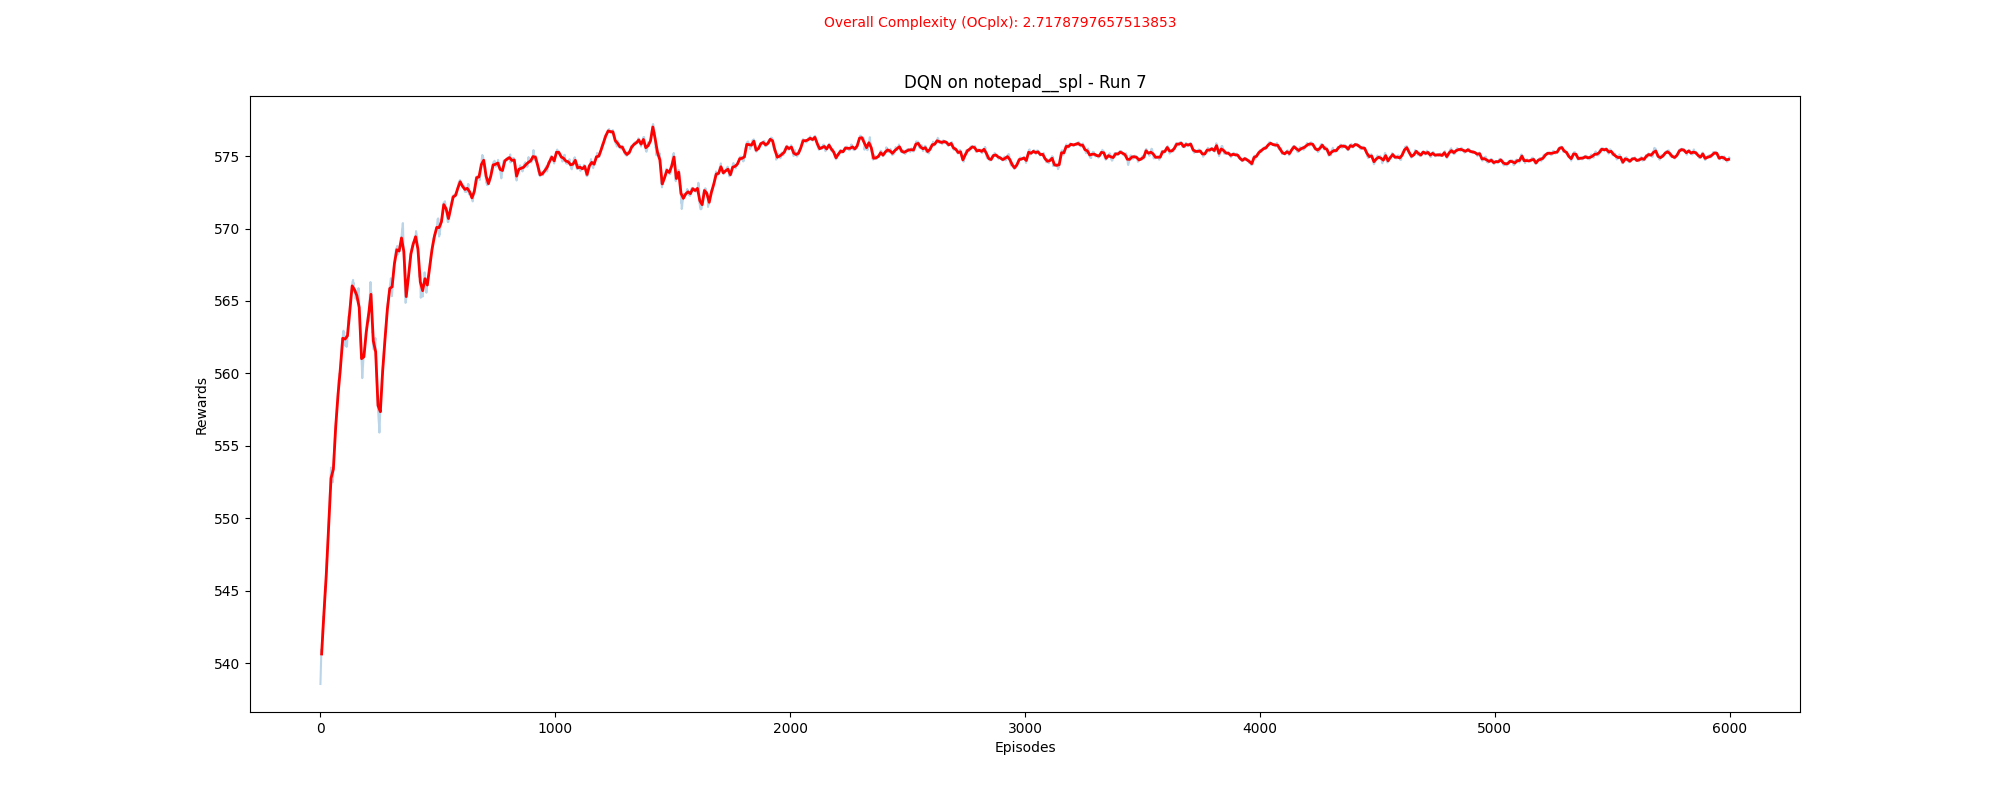 Overall Complexity (OCplx): 2.7178797657513853
DQN on notepad__spl - Run 7
575
570
565
560
555
550
545
540
Rewards
0 1000 2000 3000 4000 5000 6000
Episodes